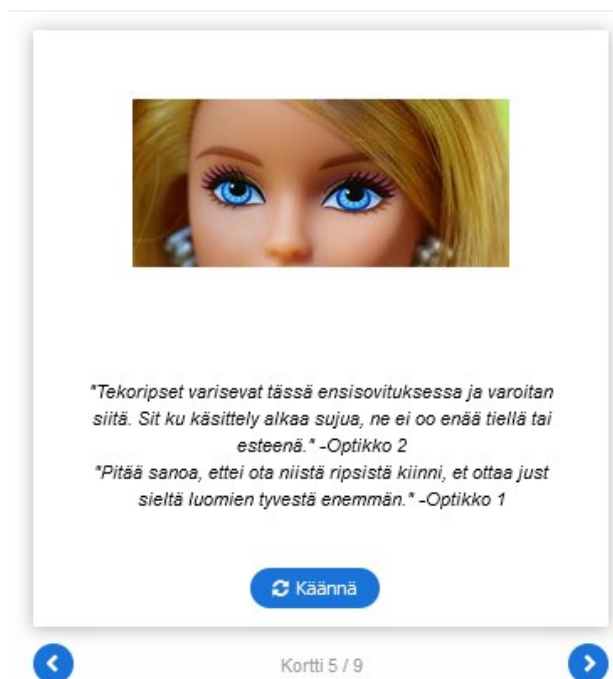 "Tekoripset varisevat tässä ensisovituksessa ja varoitan
siitä. Sit ku käsittely alkaa sujua, ne ei oo enää tiellä tai
esteenä." -Optikko 2
"Pitää sanoa, ettei ota niistä ripsistä kiinni, et ottaa just
sieltä luomien tyvestä enemmän." -Optikko 1
Käännä
Kortti 5 / 9